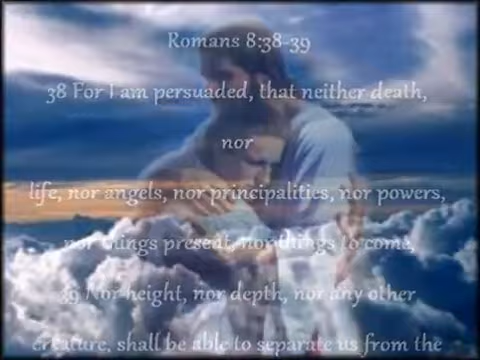 Romans 8:38-39
38 For I am persuaded, that neither death,
nor
life, nor angels, nor principalities, nor powers,
nor things present, nor things to come,
39 Nor height, nor depth, nor any other
creature, shall be able to separate us from the